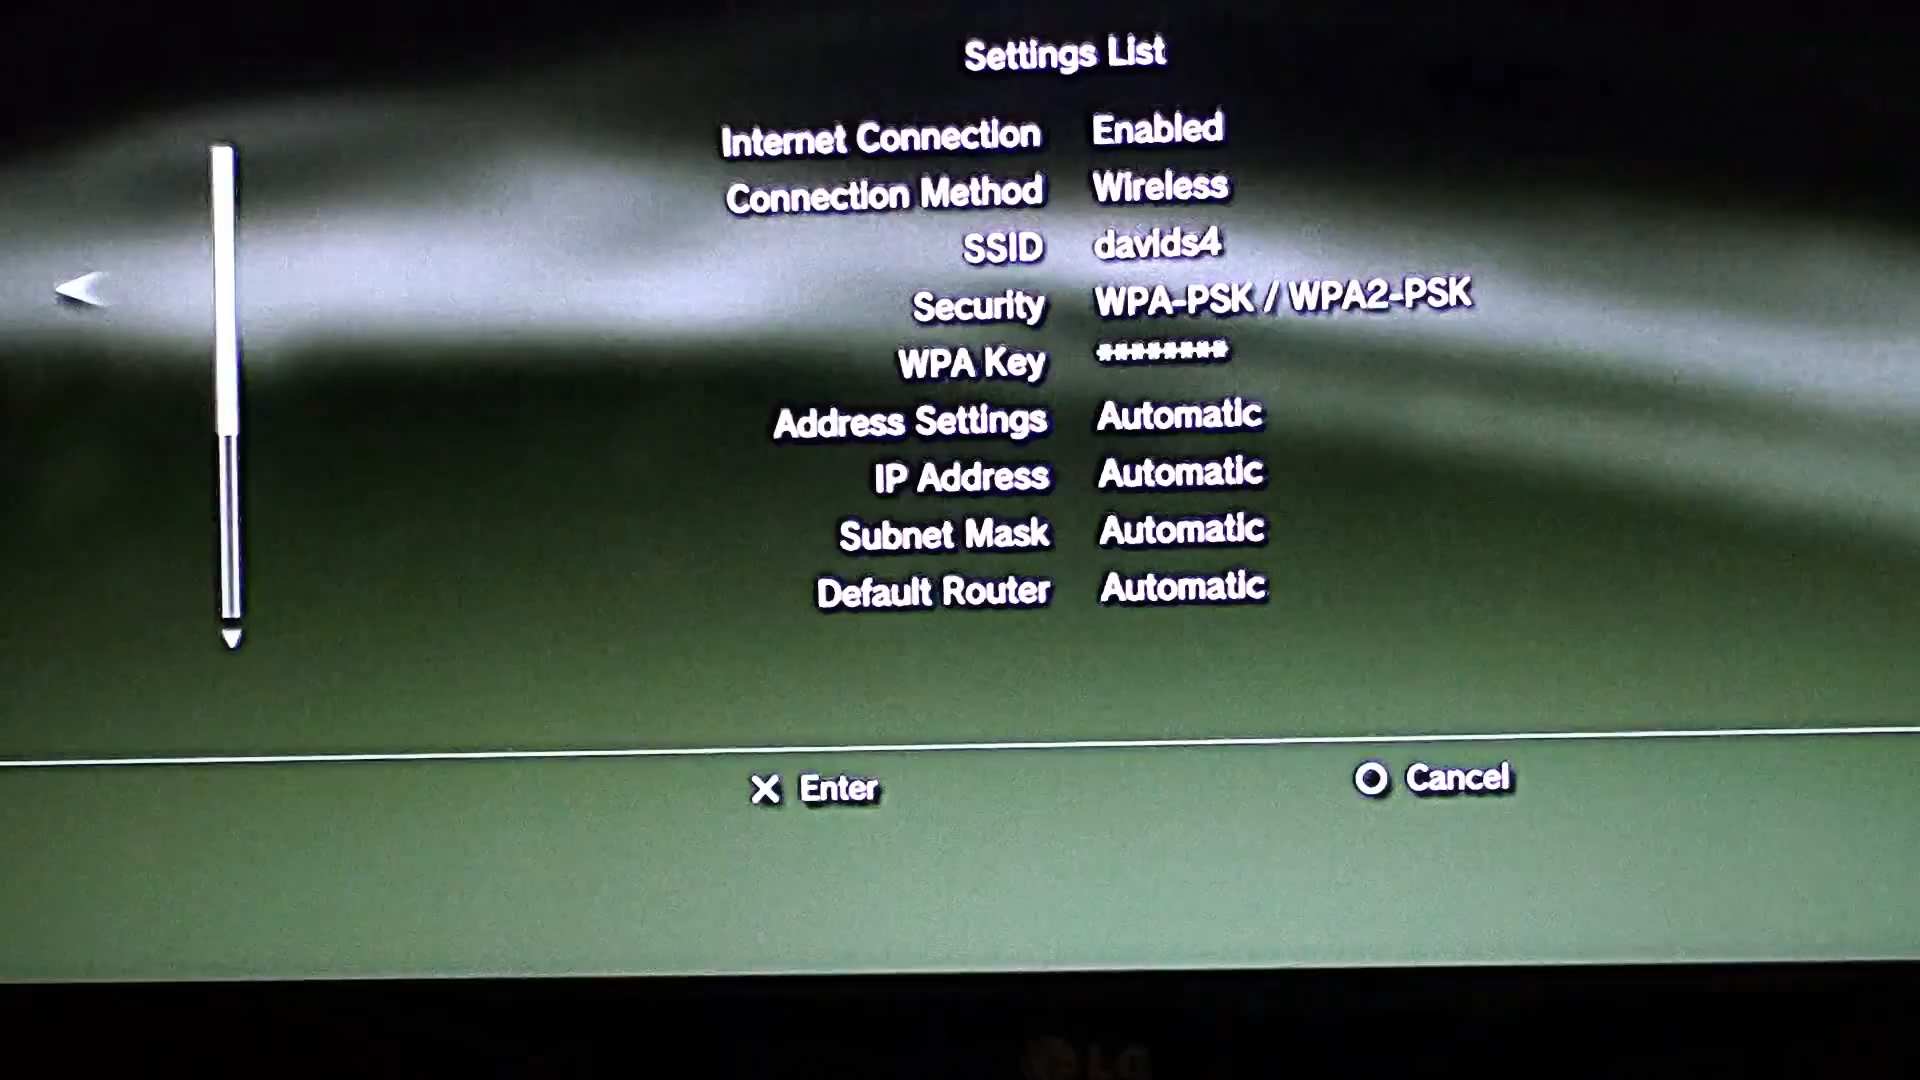 Settings List
Internet Connection Enabled
Connection Method Wireless
SSID davids4
Security WPA-PSK / WPA2-PSK
WPA Key ********
Address Settings Automatic
IP Address Automatic
Subnet Mask Automatic
Default Router Automatic
Enter Cancel
LG